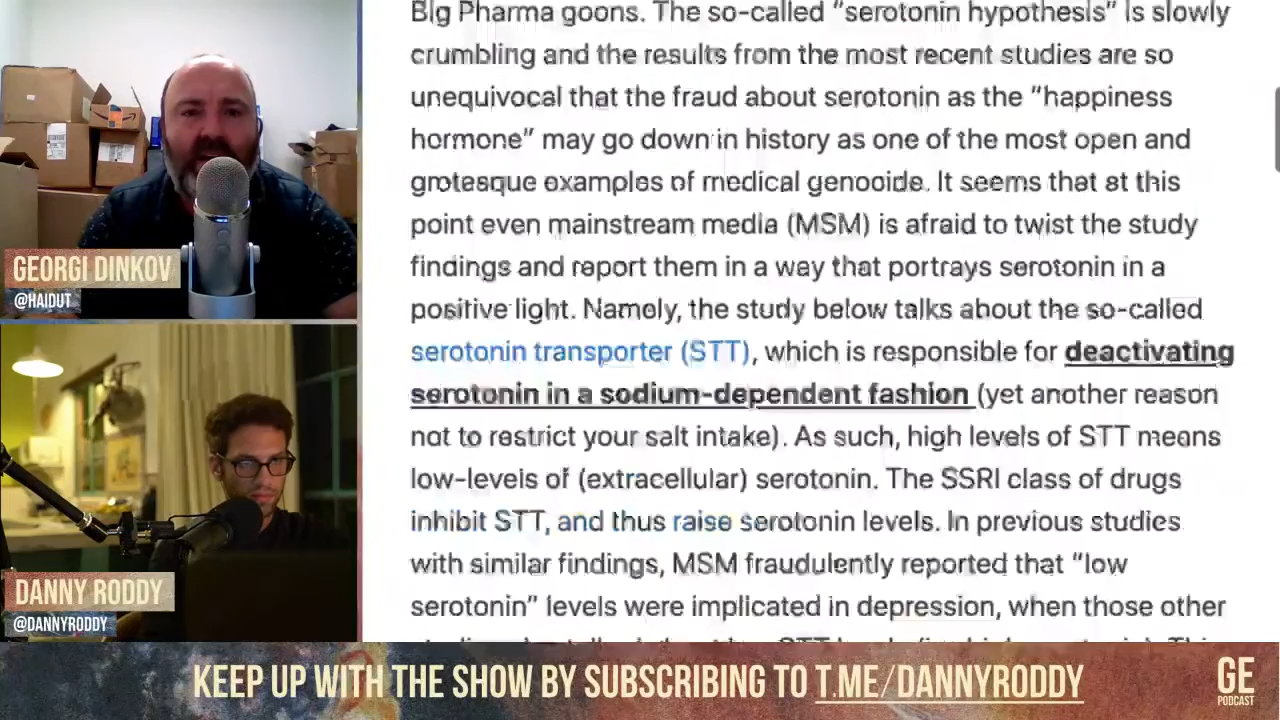 Big Pharma goons. The so-called “serotonin hypothesis” is slowly
crumbling and the results from the most recent studies are so
unequivocal that the fraud about serotonin as the “happiness
hormone” may go down in history as one of the most open and
grotesque examples of medical genocide. It seems that at this
point even mainstream media (MSM) is afraid to twist the study
findings and report them in a way that portrays serotonin in a
positive light. Namely, the study below talks about the so-called
serotonin transporter (STT), which is responsible for deactivating
serotonin in a sodium-dependent fashion (yet another reason
not to restrict your salt intake). As such, high levels of STT means
low-levels of (extracellular) serotonin. The SSRI class of drugs
inhibit STT, and thus raise serotonin levels. In previous studies
with similar findings, MSM fraudulently reported that “low
serotonin” levels were implicated in depression, when those other
GEORGI DINKOV
@HAIDUT
DANNY RODDY
@DANNYRODDY
KEEP UP WITH THE SHOW BY SUBSCRIBING TO T.ME/DANNYRODDY
GE
PODCAST